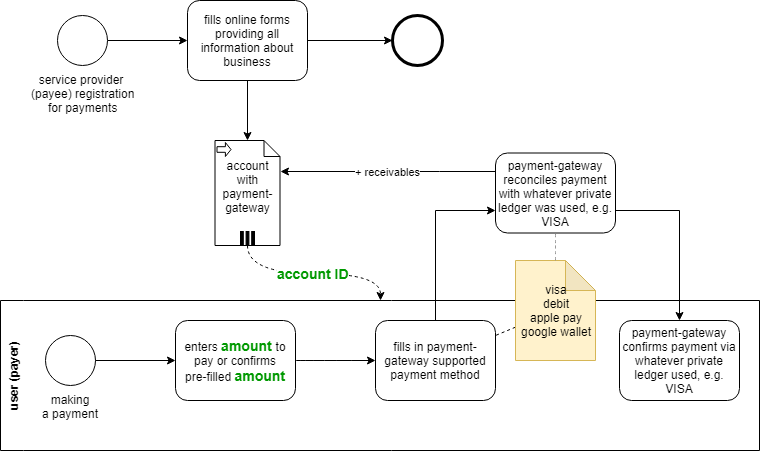 fills online forms
providing all
information about
business
service provider
(payee) registration
for payments
account
with
payment-
gateway
+ receivables
payment-gateway
reconciles payment
with whatever private
ledger was used, e.g.
VISA
account ID
visa
debit
apple pay
google wallet
user (payer)
making
a payment
enters amount to
pay or confirms
pre-filled amount
fills in payment-
gateway supported
payment method
payment-gateway
confirms payment via
whatever private
ledger used, e.g.
VISA